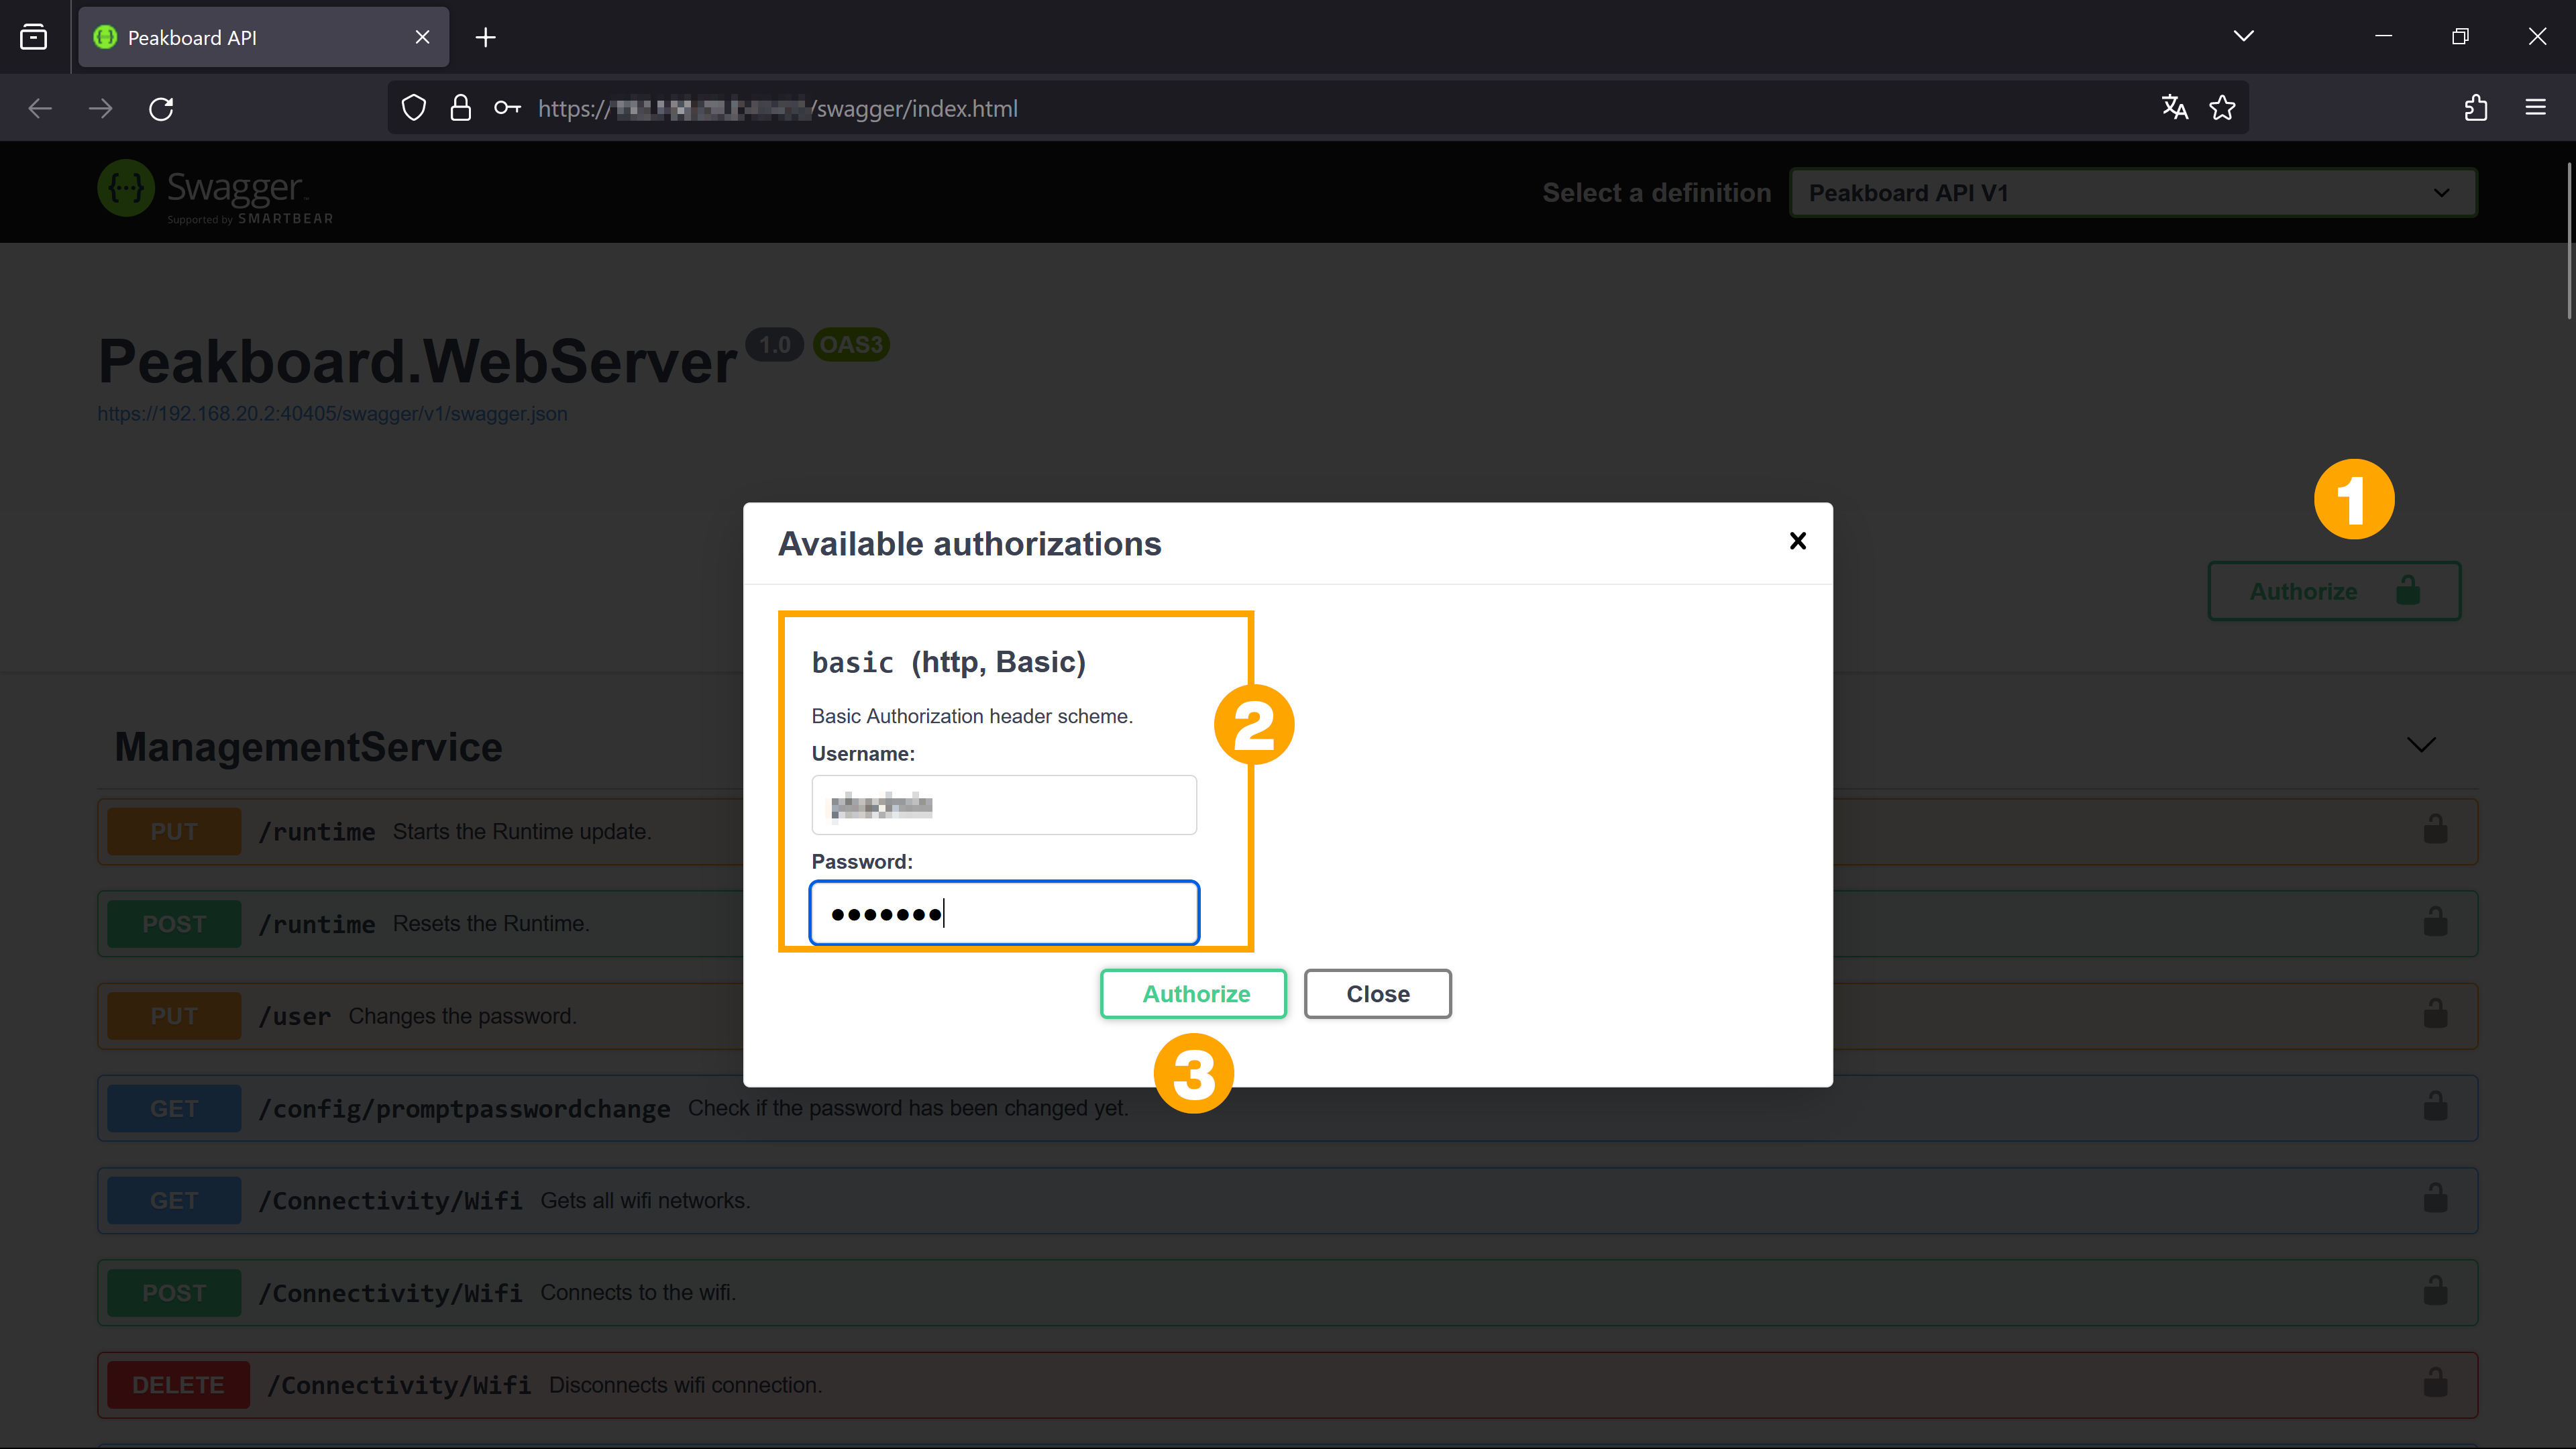 Peakboard API
https://
/swagger/index.html
Swagger
Supported by SMARTBEAR
Select a definition
Peakboard API V1
Peakboard.WebServer 1.0 OAS3
https://192.168.20.2:40405/swagger/v1/swagger.json
1
Authorize
Available authorizations
basic (http, Basic)
Basic Authorization header scheme.
2
Username:
Password:
Authorize
Close
3
ManagementService
PUT /runtime Starts the Runtime update.
POST /runtime Resets the Runtime.
PUT /user Changes the password.
GET /config/promptpasswordchange Check if the password has been changed yet.
GET /Connectivity/Wifi Gets all wifi networks.
POST /Connectivity/Wifi Connects to the wifi.
DELETE /Connectivity/Wifi Disconnects wifi connection.